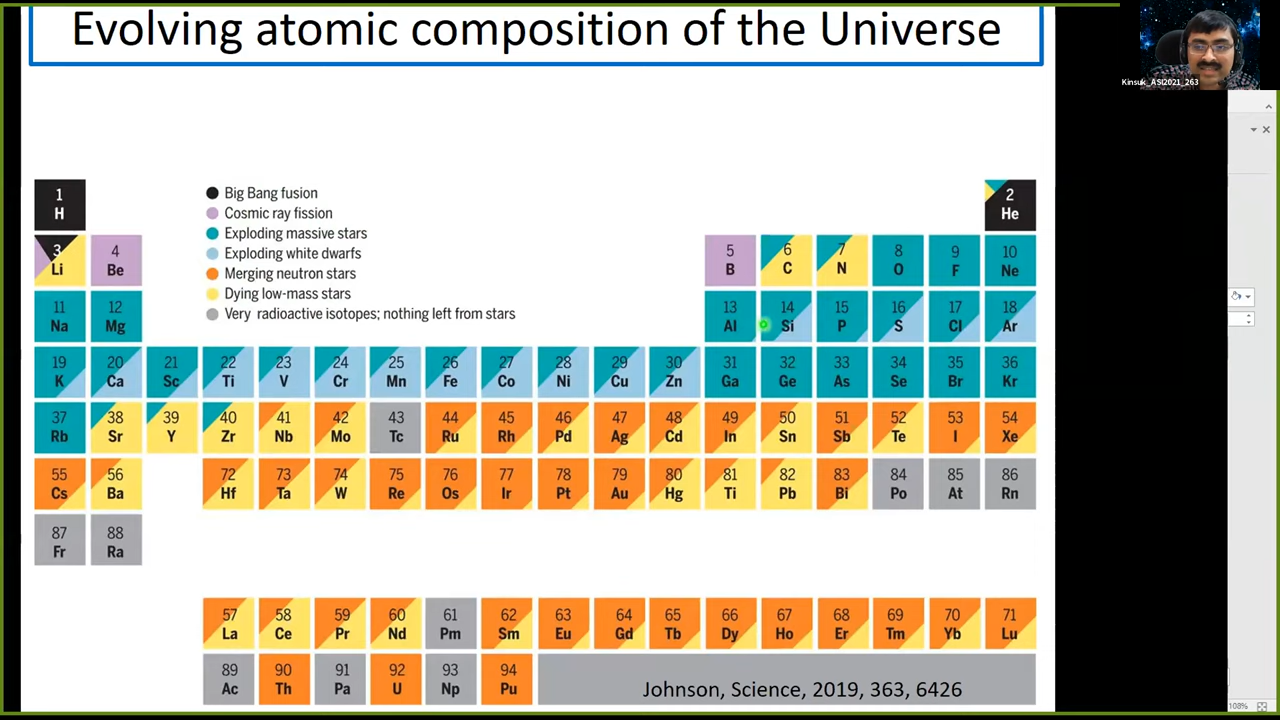 Evolving atomic composition of the Universe
Kinsuk_ASI2021_263
1 H
2 He
Big Bang fusion
Cosmic ray fission
Exploding massive stars
Exploding white dwarfs
Merging neutron stars
Dying low-mass stars
Very radioactive isotopes; nothing left from stars
3 Li
4 Be
5 B
6 C
7 N
8 O
9 F
10 Ne
11 Na
12 Mg
13 Al
14 Si
15 P
16 S
17 Cl
18 Ar
19 K
20 Ca
21 Sc
22 Ti
23 V
24 Cr
25 Mn
26 Fe
27 Co
28 Ni
29 Cu
30 Zn
31 Ga
32 Ge
33 As
34 Se
35 Br
36 Kr
37 Rb
38 Sr
39 Y
40 Zr
41 Nb
42 Mo
43 Tc
44 Ru
45 Rh
46 Pd
47 Ag
48 Cd
49 In
50 Sn
51 Sb
52 Te
53 I
54 Xe
55 Cs
56 Ba
72 Hf
73 Ta
74 W
75 Re
76 Os
77 Ir
78 Pt
79 Au
80 Hg
81 Ti
82 Pb
83 Bi
84 Po
85 At
86 Rn
87 Fr
88 Ra
57 La
58 Ce
59 Pr
60 Nd
61 Pm
62 Sm
63 Eu
64 Gd
65 Tb
66 Dy
67 Ho
68 Er
69 Tm
70 Yb
71 Lu
89 Ac
90 Th
91 Pa
92 U
93 Np
94 Pu
Johnson, Science, 2019, 363, 6426
108%